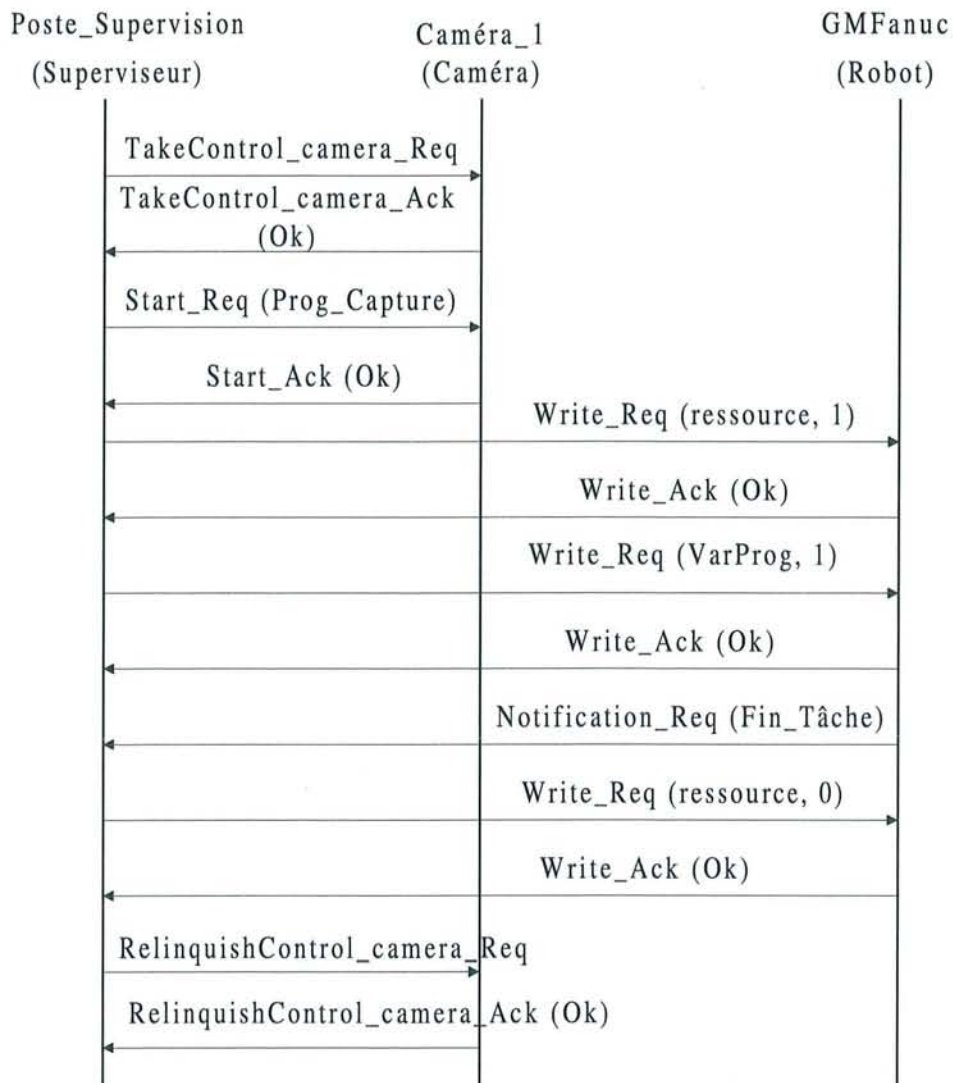 Poste_Supervision
(Superviseur)
Caméra_1
(Caméra)
GMFanuc
(Robot)
TakeControl_camera_Req
TakeControl_camera_Ack
(Ok)
Start_Req (Prog_Capture)
Start_Ack (Ok)
Write_Req (ressource, 1)
Write_Ack (Ok)
Write_Req (VarProg, 1)
Write_Ack (Ok)
Notification_Req (Fin_Tâche)
Write_Req (ressource, 0)
Write_Ack (Ok)
RelinquishControl_camera_Req
RelinquishControl_camera_Ack (Ok)